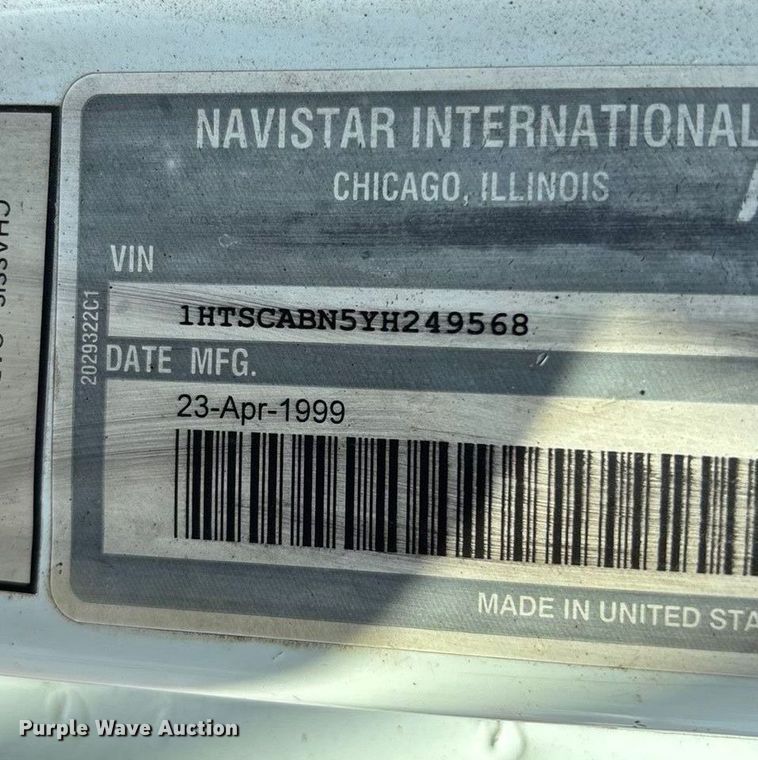 NAVISTAR INTERNATIONAL
CHICAGO, ILLINOIS
VIN
1HTSCABN5YH249568
DATE MFG.
23-Apr-1999
2029322C1
MADE IN UNITED STA
CHASSIS
Purple Wave Auction